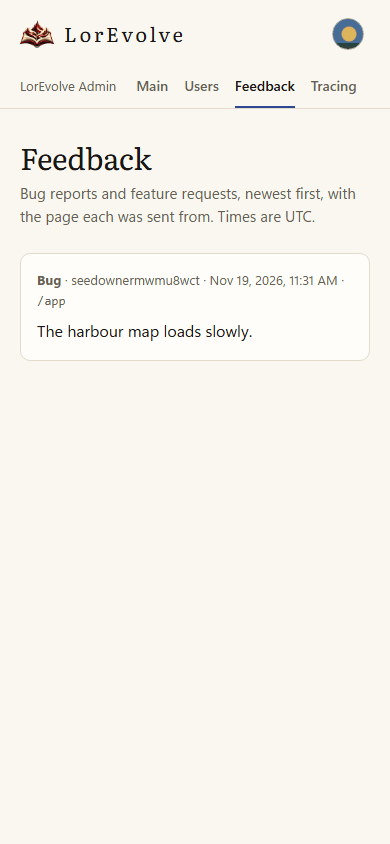 LorEvolve
LorEvolve Admin Main Users Feedback Tracing
Feedback
Bug reports and feature requests, newest first, with
the page each was sent from. Times are UTC.
Bug · seedownermwmu8wct · Nov 19, 2026, 11:31 AM ·
/app
The harbour map loads slowly.